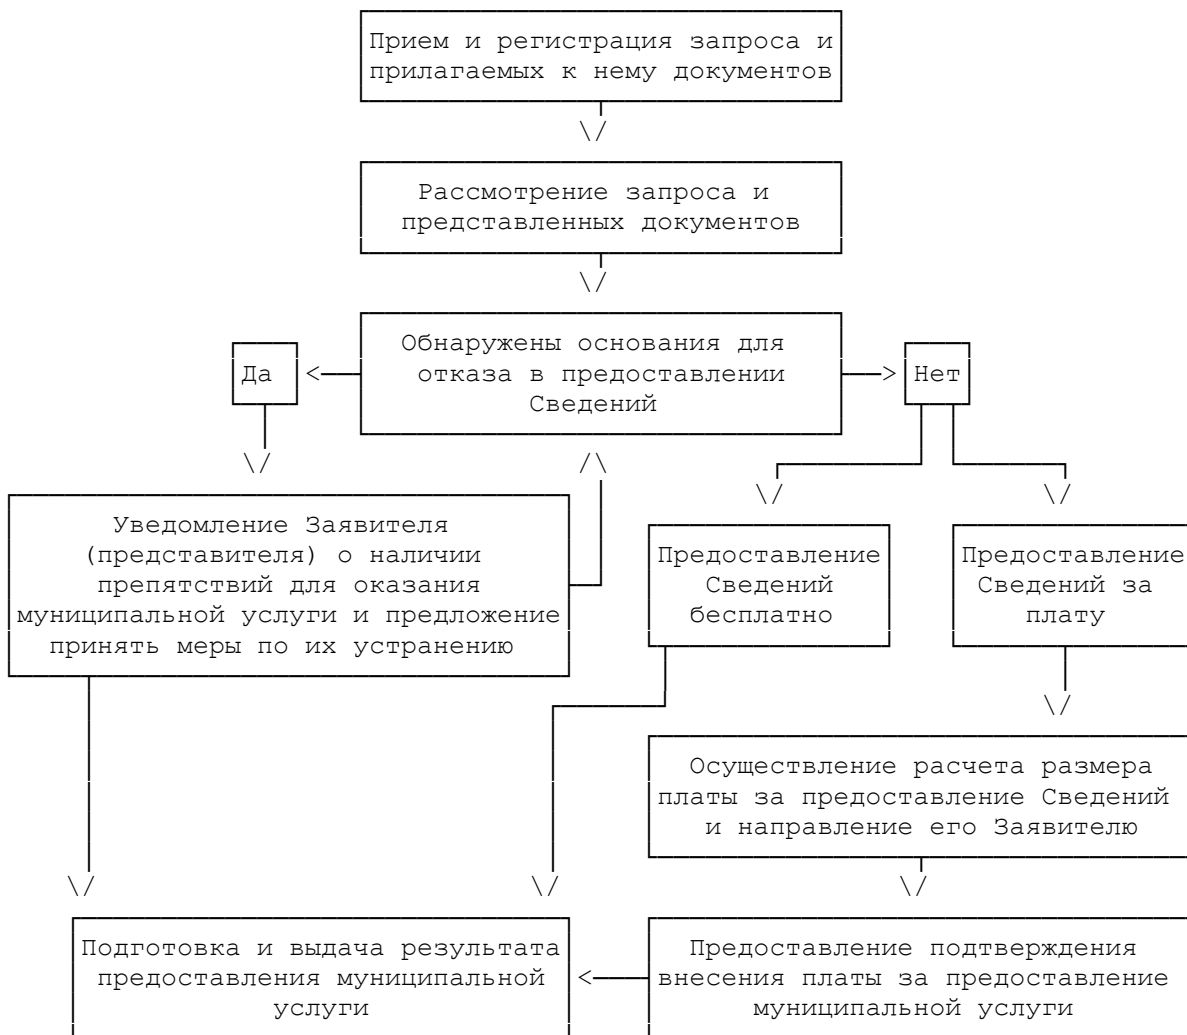 Прием и регистрация запроса и
прилагаемых к нему документов
Рассмотрение запроса и
представленных документов
Обнаружены основания для
отказа в предоставлении
Сведений
Да
Нет
Уведомление Заявителя
(представителя) о наличии
препятствий для оказания
муниципальной услуги и предложение
принять меры по их устранению
Предоставление
Сведений
бесплатно
Предоставление
Сведений за
плату
Осуществление расчета размера
платы за предоставление Сведений
и направление его Заявителю
Подготовка и выдача результата
предоставления муниципальной
услуги
Предоставление подтверждения
внесения платы за предоставление
муниципальной услуги